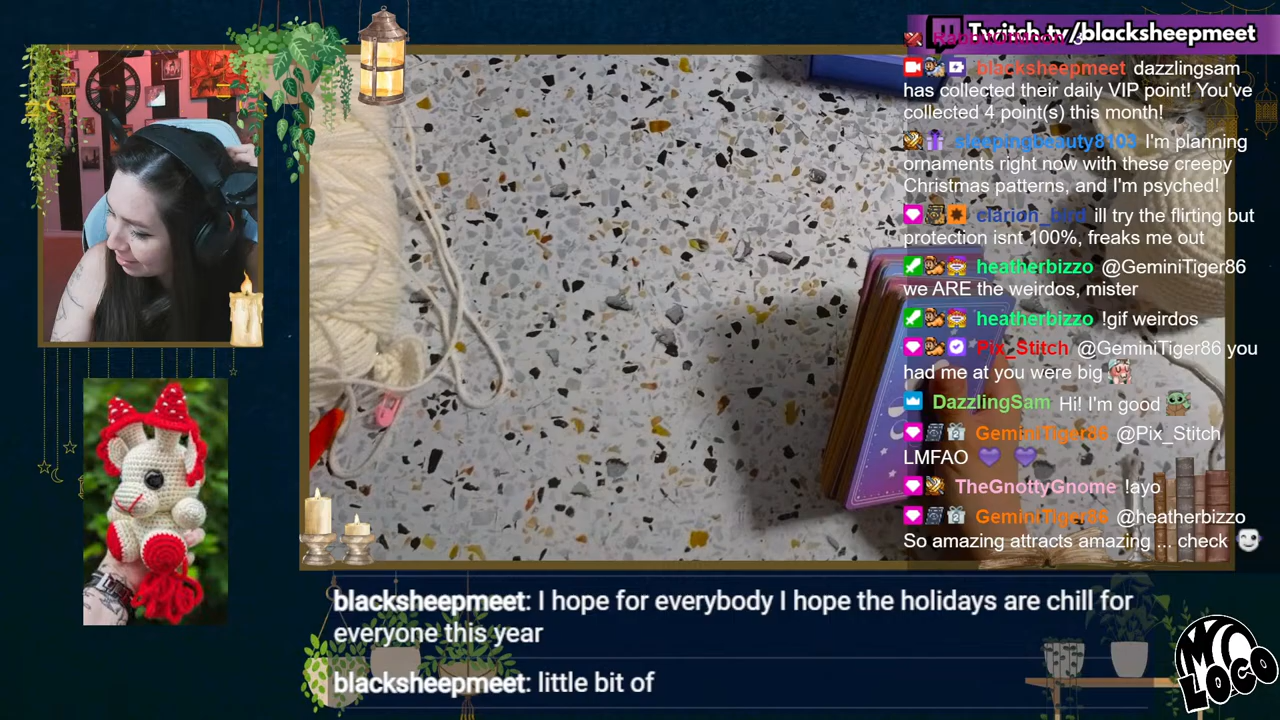 Twitch.tv/blacksheepmeet
blacksheepmeet dazzlingsam
has collected their daily VIP point! You've
collected 4 point(s) this month!
sleepingbeauty8103 I'm planning
ornaments right now with these creepy
Christmas patterns, and I'm psyched!
clarion_bird ill try the flirting but
protection isnt 100%, freaks me out
heatherbizzo @GeminiTiger86
we ARE the weirdos, mister
heatherbizzo !gif weirdos
Pix_Stitch @GeminiTiger86 you
had me at you were big
DazzlingSam Hi! I'm good
GeminiTiger86 @Pix_Stitch
LMFAO
TheGnottyGnome !ayo
GeminiTiger86 @heatherbizzo
So amazing attracts amazing ... check
blacksheepmeet: I hope for everybody I hope the holidays are chill for
everyone this year
blacksheepmeet: little bit of
MC
LOCO